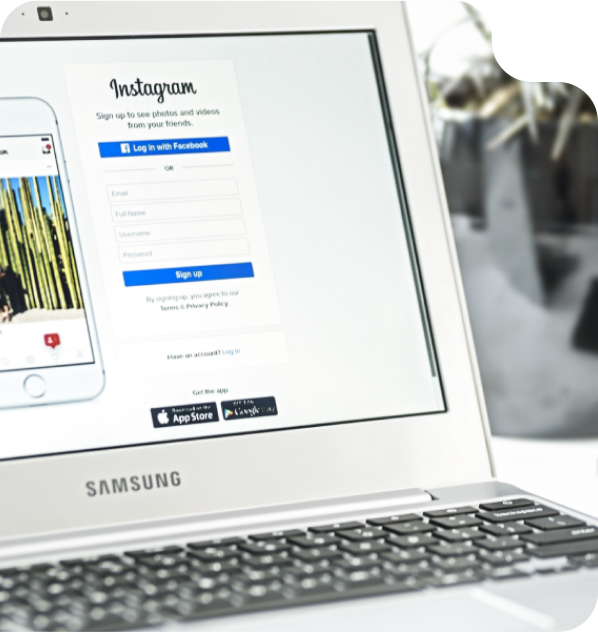 Instagram
Sign up to see photos and videos
from your friends.
Log in with Facebook
OR
Email
Full Name
Username
Password
Sign up
By signing up, you agree to our
Terms & Privacy Policy.
Have an account? Log in
Get the app.
App Store
Google
SAMSUNG
backspace